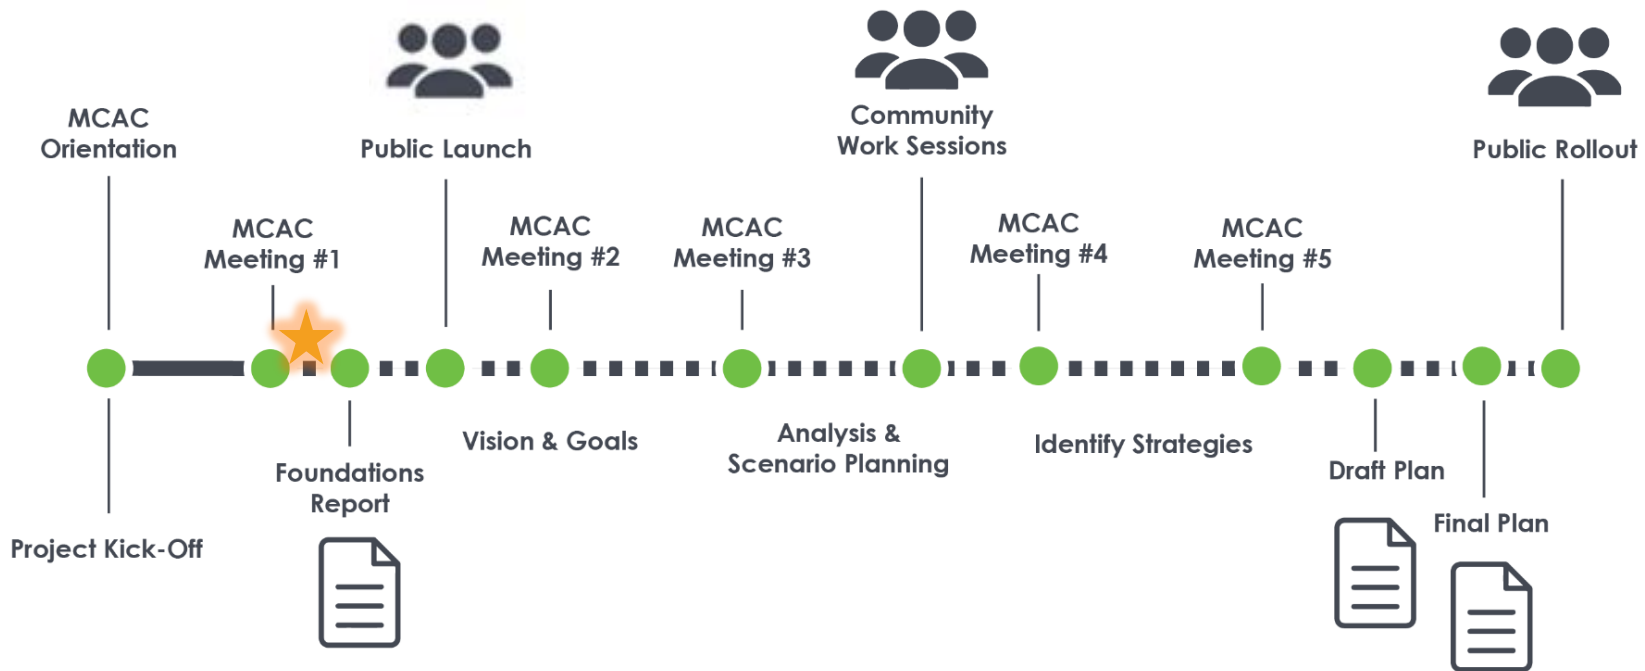 MCAC
Orientation
Public Launch
Community
Work Sessions
Public Rollout
MCAC
Meeting #1
MCAC
Meeting #2
MCAC
Meeting #3
MCAC
Meeting #4
MCAC
Meeting #5
Project Kick-Off
Foundations
Report
Vision & Goals
Analysis &
Scenario Planning
Identify Strategies
Draft Plan
Final Plan